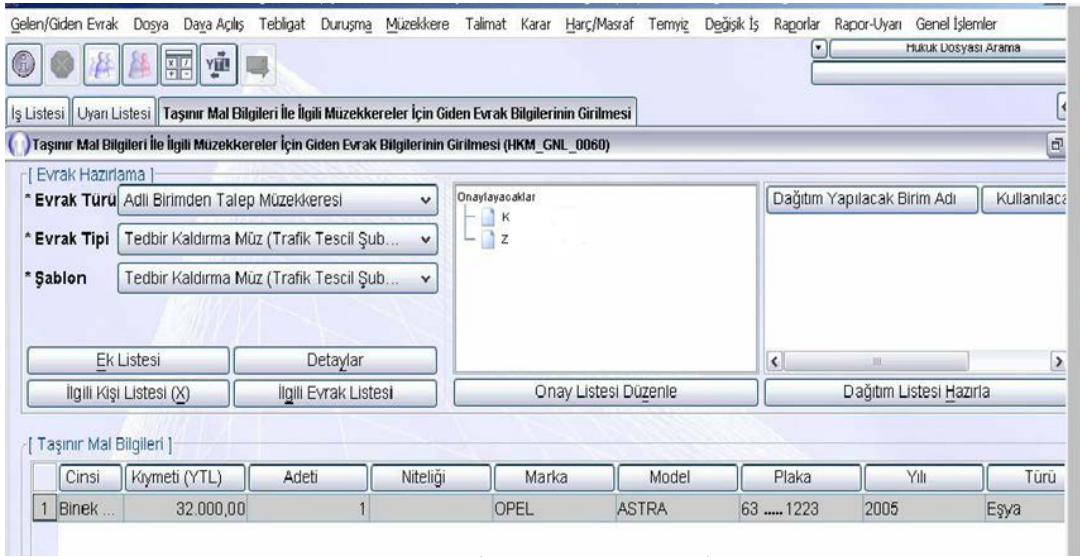 Gelen/Giden Evrak Dosya Dava Açılış Tebligat Duruşma Müzekkere Talimat Karar Harç/Masraf Temyiz Değişik İş Raporlar Rapor-Uyarı Genel İşlemler
Hukuk Dosyası Arama
İş Listesi Uyarı Listesi Taşınır Mal Bilgileri İle İlgili Müzekkereler İçin Giden Evrak Bilgilerinin Girilmesi
Taşınır Mal Bilgileri İle İlgili Müzekkereler İçin Giden Evrak Bilgilerinin Girilmesi (HKM_GNL_0060)
[ Evrak Hazırlama ]
* Evrak Türü Adli Birimden Talep Müzekkeresi Onaylayacaklar Dağıtım Yapılacak Birim Adı Kullanılaca
K
* Evrak Tipi Tedbir Kaldırma Müz (Trafik Tescil Şub... Z
* Şablon Tedbir Kaldırma Müz (Trafik Tescil Şub...
Ek Listesi Detaylar
İlgili Kişi Listesi (X) İlgili Evrak Listesi Onay Listesi Düzenle Dağıtım Listesi Hazırla
[ Taşınır Mal Bilgileri ]
Cinsi Kıymeti (YTL) Adeti Niteliği Marka Model Plaka Yılı Türü
1 Binek ... 32.000,00 1 OPEL ASTRA 63 ..... 1223 2005 Eşya